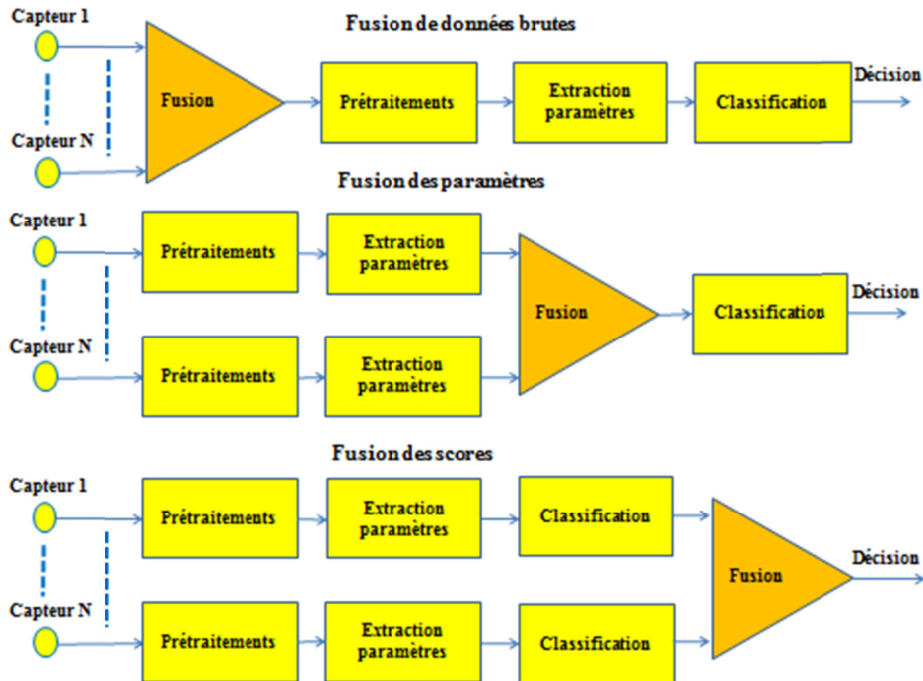 Capteur 1
Fusion de données brutes
Fusion
Prétraitements
Extraction
paramètres
Classification
Décision
Capteur N
Fusion des paramètres
Capteur 1
Prétraitements
Extraction
paramètres
Fusion
Classification
Décision
Capteur N
Prétraitements
Extraction
paramètres
Fusion des scores
Capteur 1
Prétraitements
Extraction
paramètres
Classification
Fusion
Décision
Capteur N
Prétraitements
Extraction
paramètres
Classification